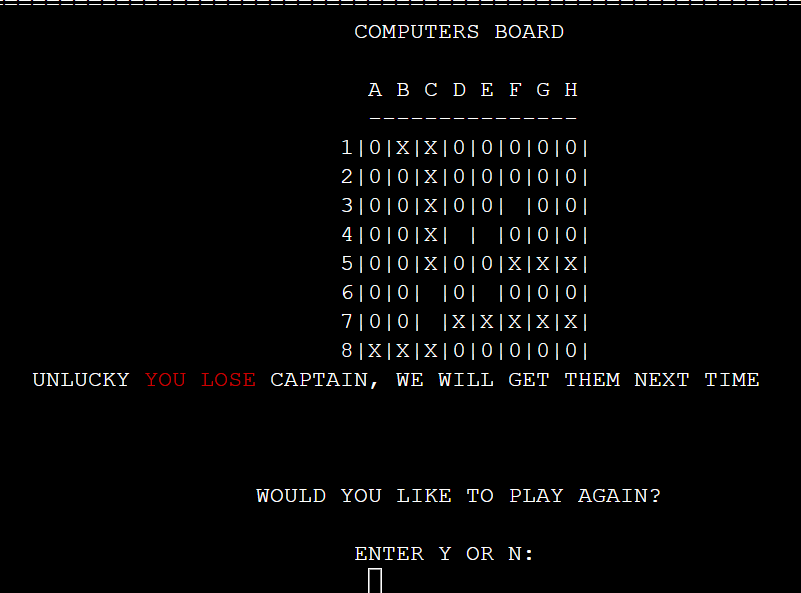 COMPUTERS BOARD
A B C D E F G H
---------------
1|O|X|X|O|O|O|O|O|
2|O|O|X|O|O|O|O|O|
3|O|O|X|O|O| |O|O|
4|O|O|X| | |O|O|O|
5|O|O|X|O|O|X|X|X|
6|O|O| |O| |O|O|O|
7|O|O| |X|X|X|X|X|
8|X|X|X|O|O|O|O|O|
UNLUCKY YOU LOSE CAPTAIN, WE WILL GET THEM NEXT TIME
WOULD YOU LIKE TO PLAY AGAIN?
ENTER Y OR N: